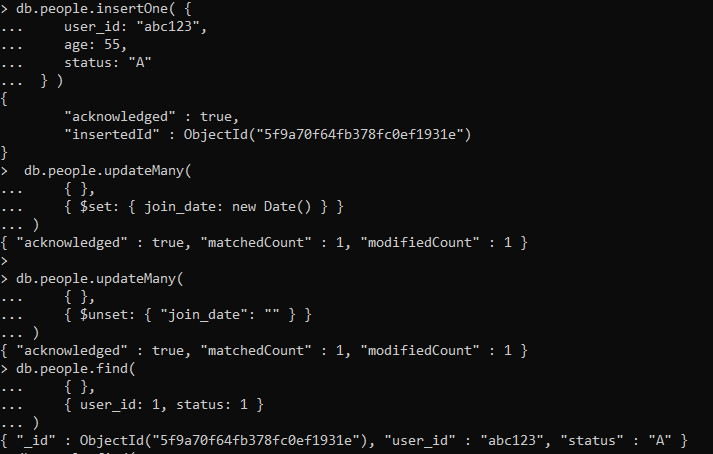 > db.people.insertOne( {
...     user_id: "abc123",
...     age: 55,
...     status: "A"
...  } )
{
        "acknowledged" : true,
        "insertedId" : ObjectId("5f9a70f64fb378fc0ef1931e")
}
>  db.people.updateMany(
...     { },
...     { $set: { join_date: new Date() } }
... )
{ "acknowledged" : true, "matchedCount" : 1, "modifiedCount" : 1 }
>
> db.people.updateMany(
...     { },
...     { $unset: { "join_date": "" } }
... )
{ "acknowledged" : true, "matchedCount" : 1, "modifiedCount" : 1 }
> db.people.find(
...     { },
...     { user_id: 1, status: 1 }
... )
{ "_id" : ObjectId("5f9a70f64fb378fc0ef1931e"), "user_id" : "abc123", "status" : "A" }